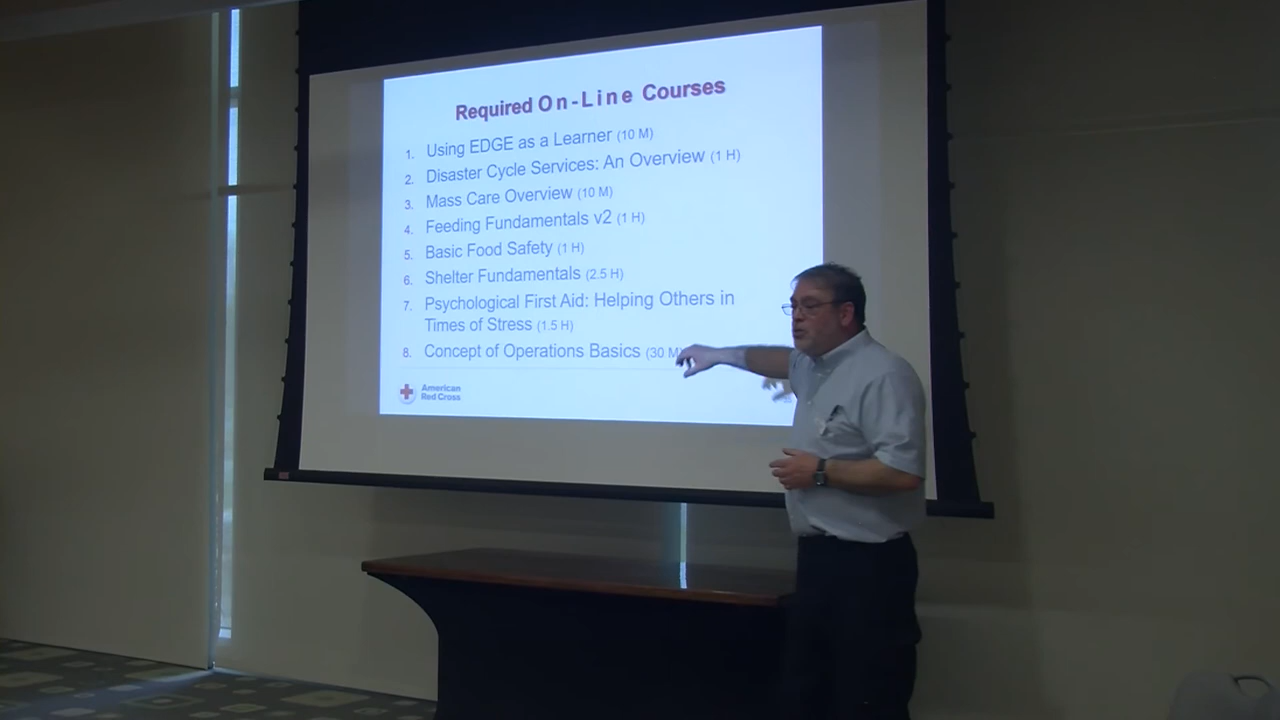 Required On-Line Courses
1. Using EDGE as a Learner (10 M)
2. Disaster Cycle Services: An Overview (1 H)
3. Mass Care Overview (10 M)
4. Feeding Fundamentals v2 (1 H)
5. Basic Food Safety (1 H)
6. Shelter Fundamentals (2.5 H)
7. Psychological First Aid: Helping Others in
Times of Stress (1.5 H)
8. Concept of Operations Basics (30 M)
American
Red Cross